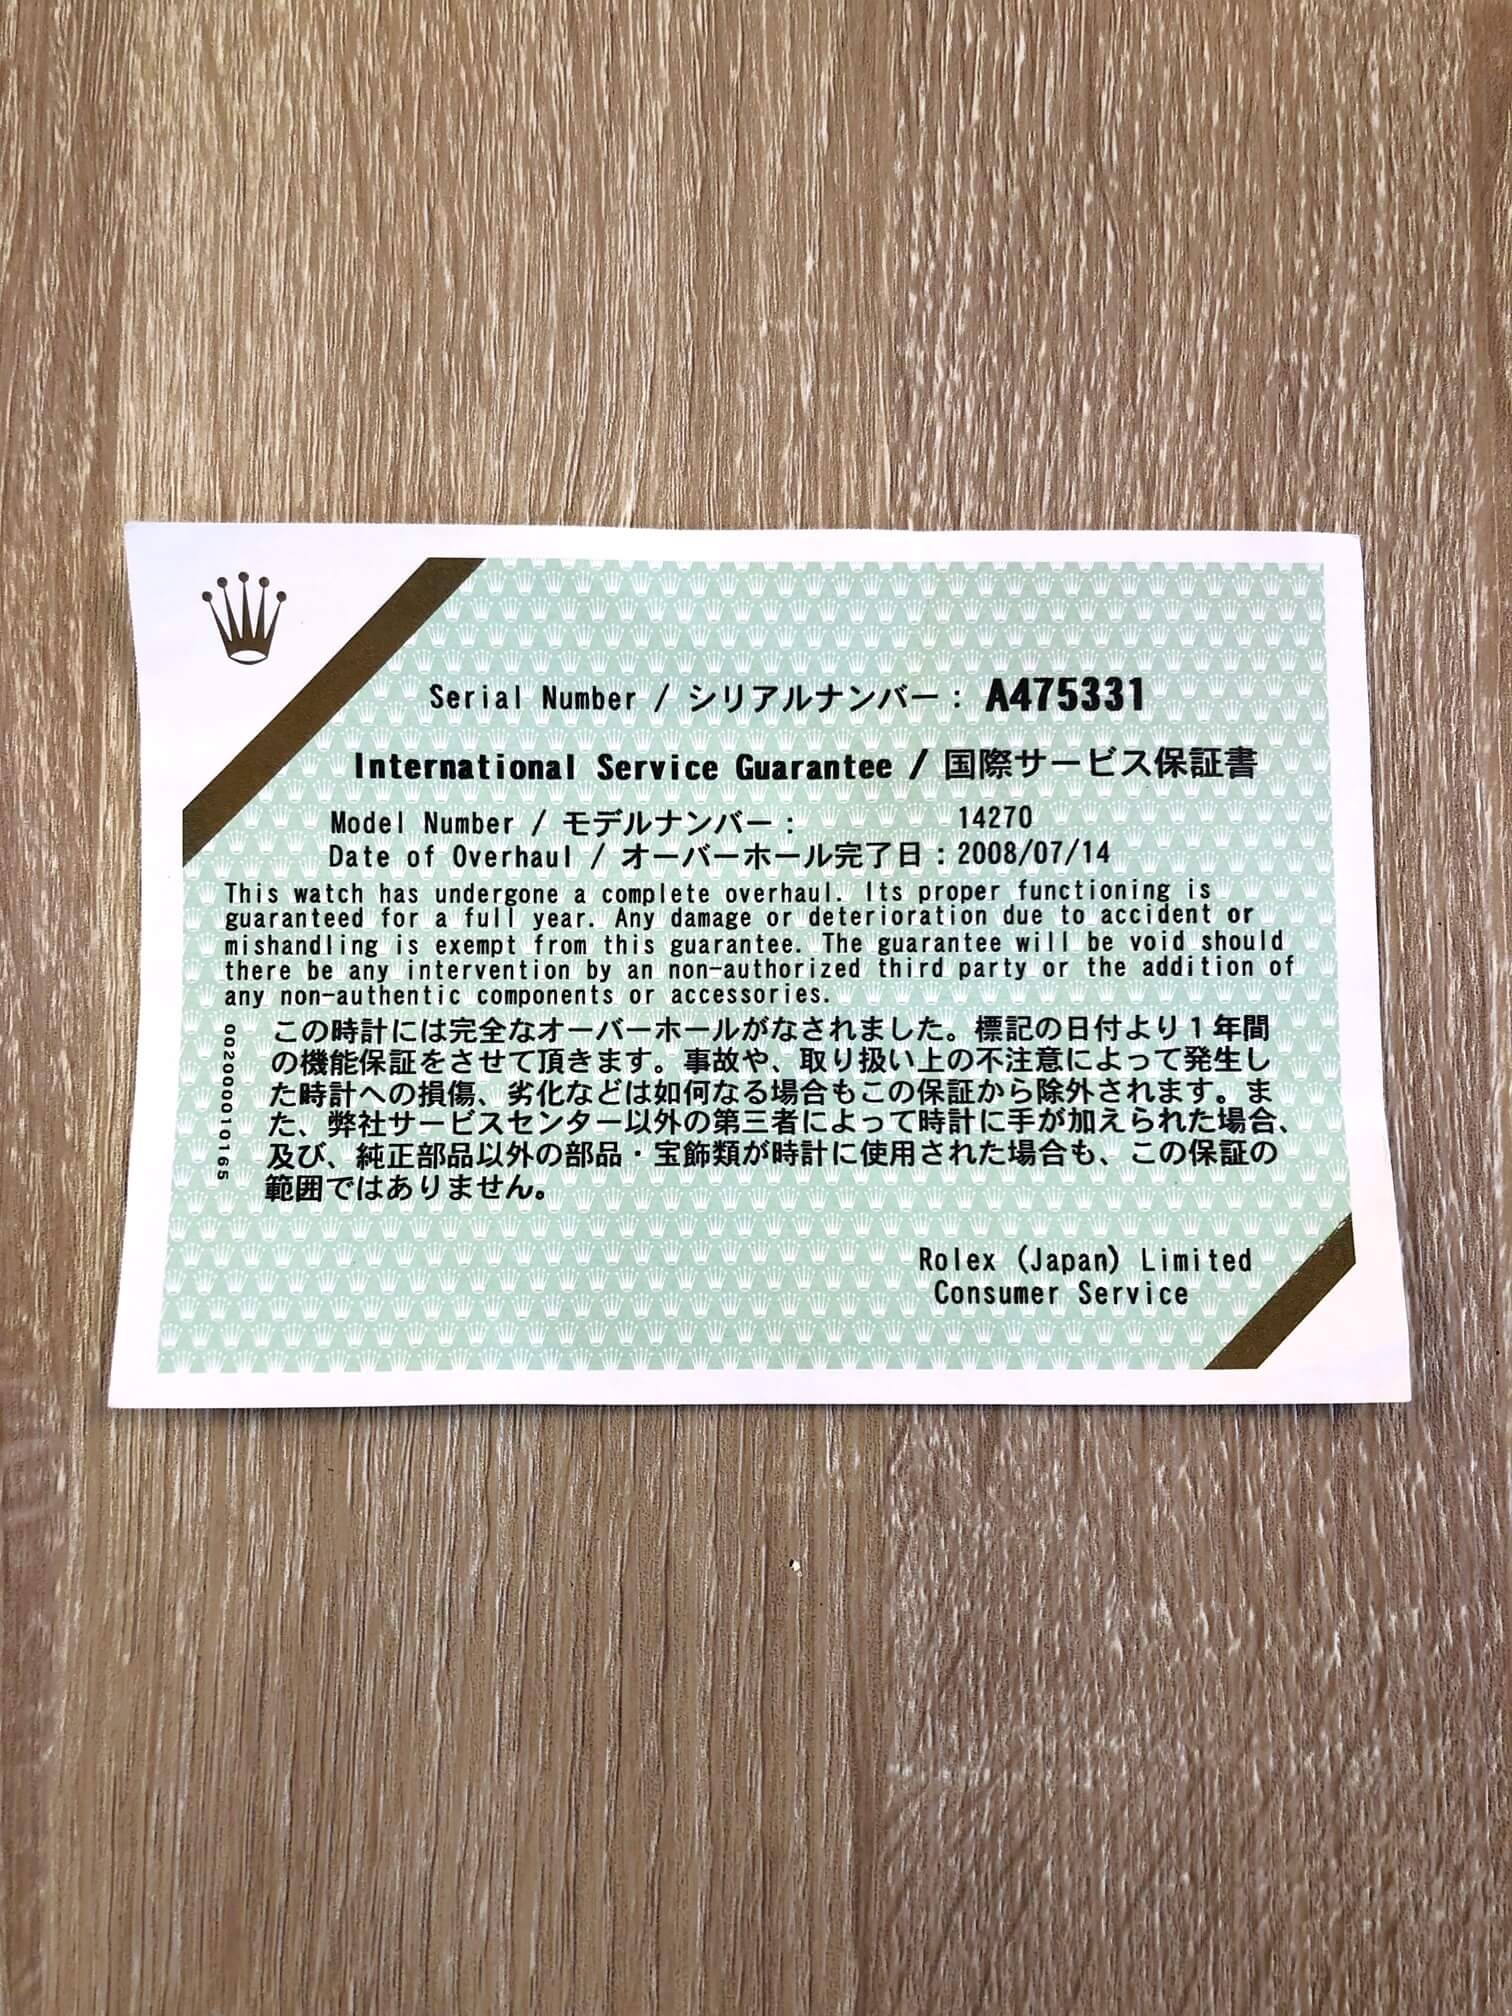 Serial Number / シリアルナンバー : A475331
International Service Guarantee / 国際サービス保証書
Model Number / モデルナンバー : 14270
Date of Overhaul / オーバーホール完了日 : 2008/07/14
This watch has undergone a complete overhaul. Its proper functioning is
guaranteed for a full year. Any damage or deterioration due to accident or
mishandling is exempt from this guarantee. The guarantee will be void should
there be any intervention by an non-authorized third party or the addition of
any non-authentic components or accessories.
この時計には完全なオーバーホールがなされました。標記の日付より1年間
の機能保証をさせて頂きます。事故や、取り扱い上の不注意によって発生し
た時計への損傷、劣化などは如何なる場合もこの保証から除外されます。ま
た、弊社サービスセンター以外の第三者によって時計に手が加えられた場合、
及び、純正部品以外の部品・宝飾類が時計に使用された場合も、この保証の
範囲ではありません。
0020000010165
Rolex (Japan) Limited
Consumer Service